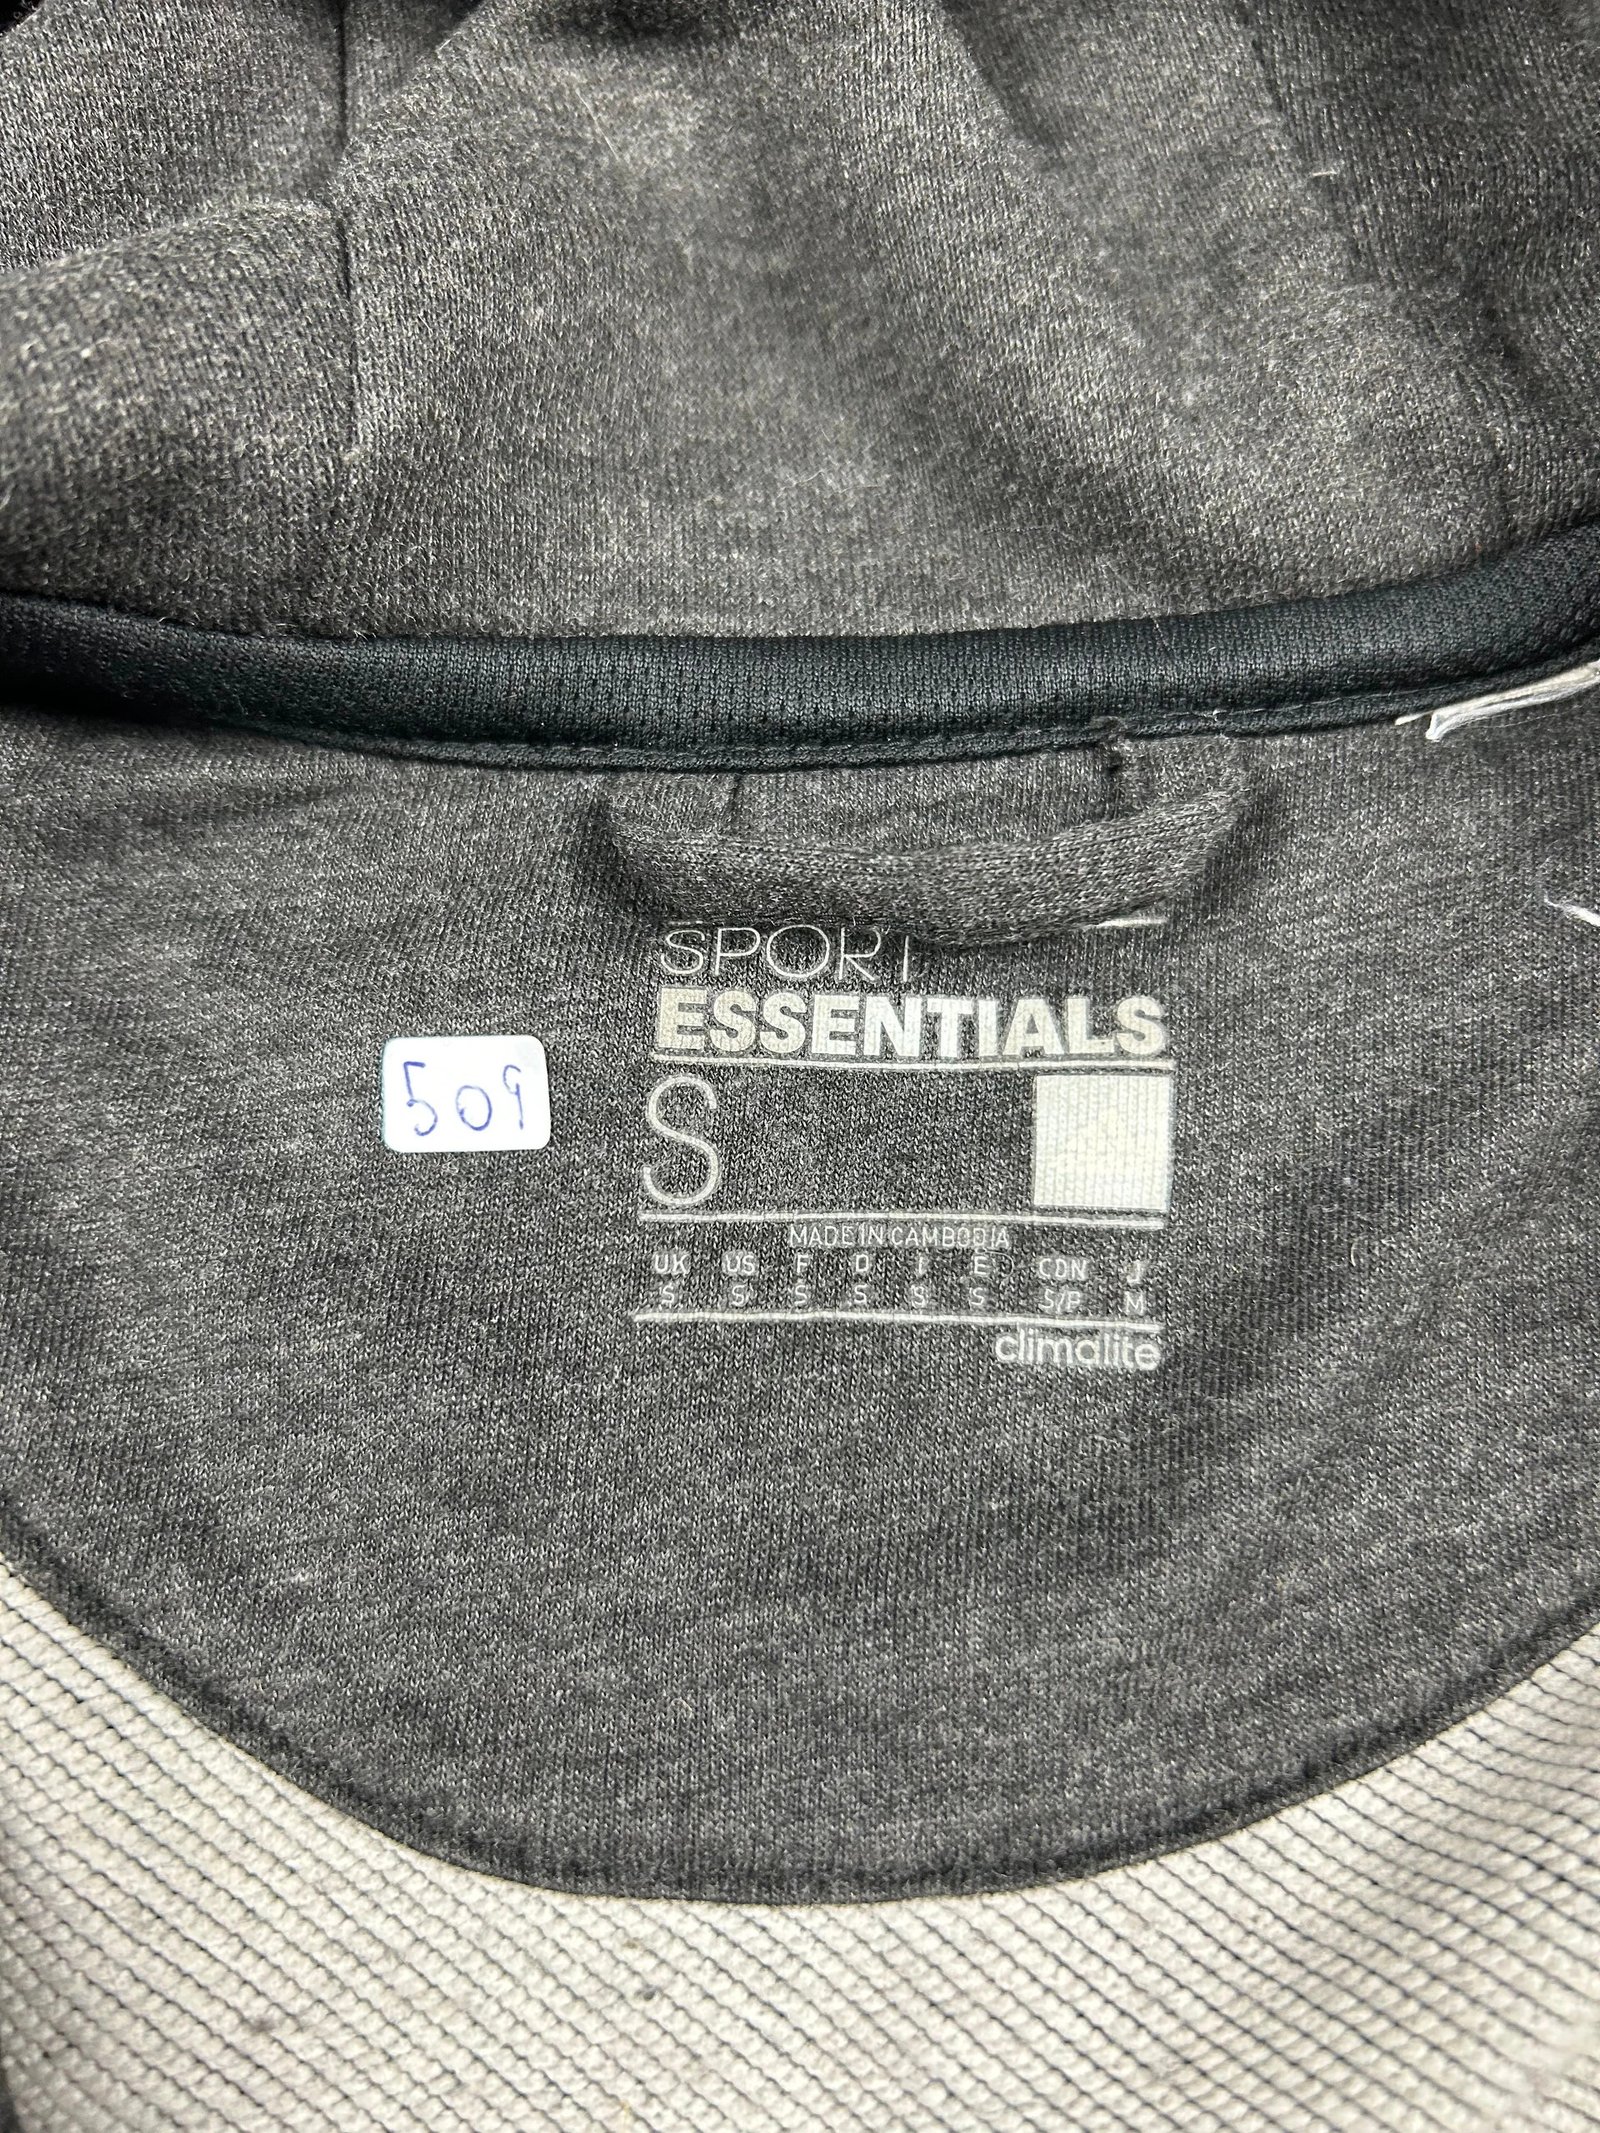 SPORT
ESSENTIALS
509
S
MADE IN CAMBODIA
UK US F D I E CDN J
S S S S S S S/P M
climalite